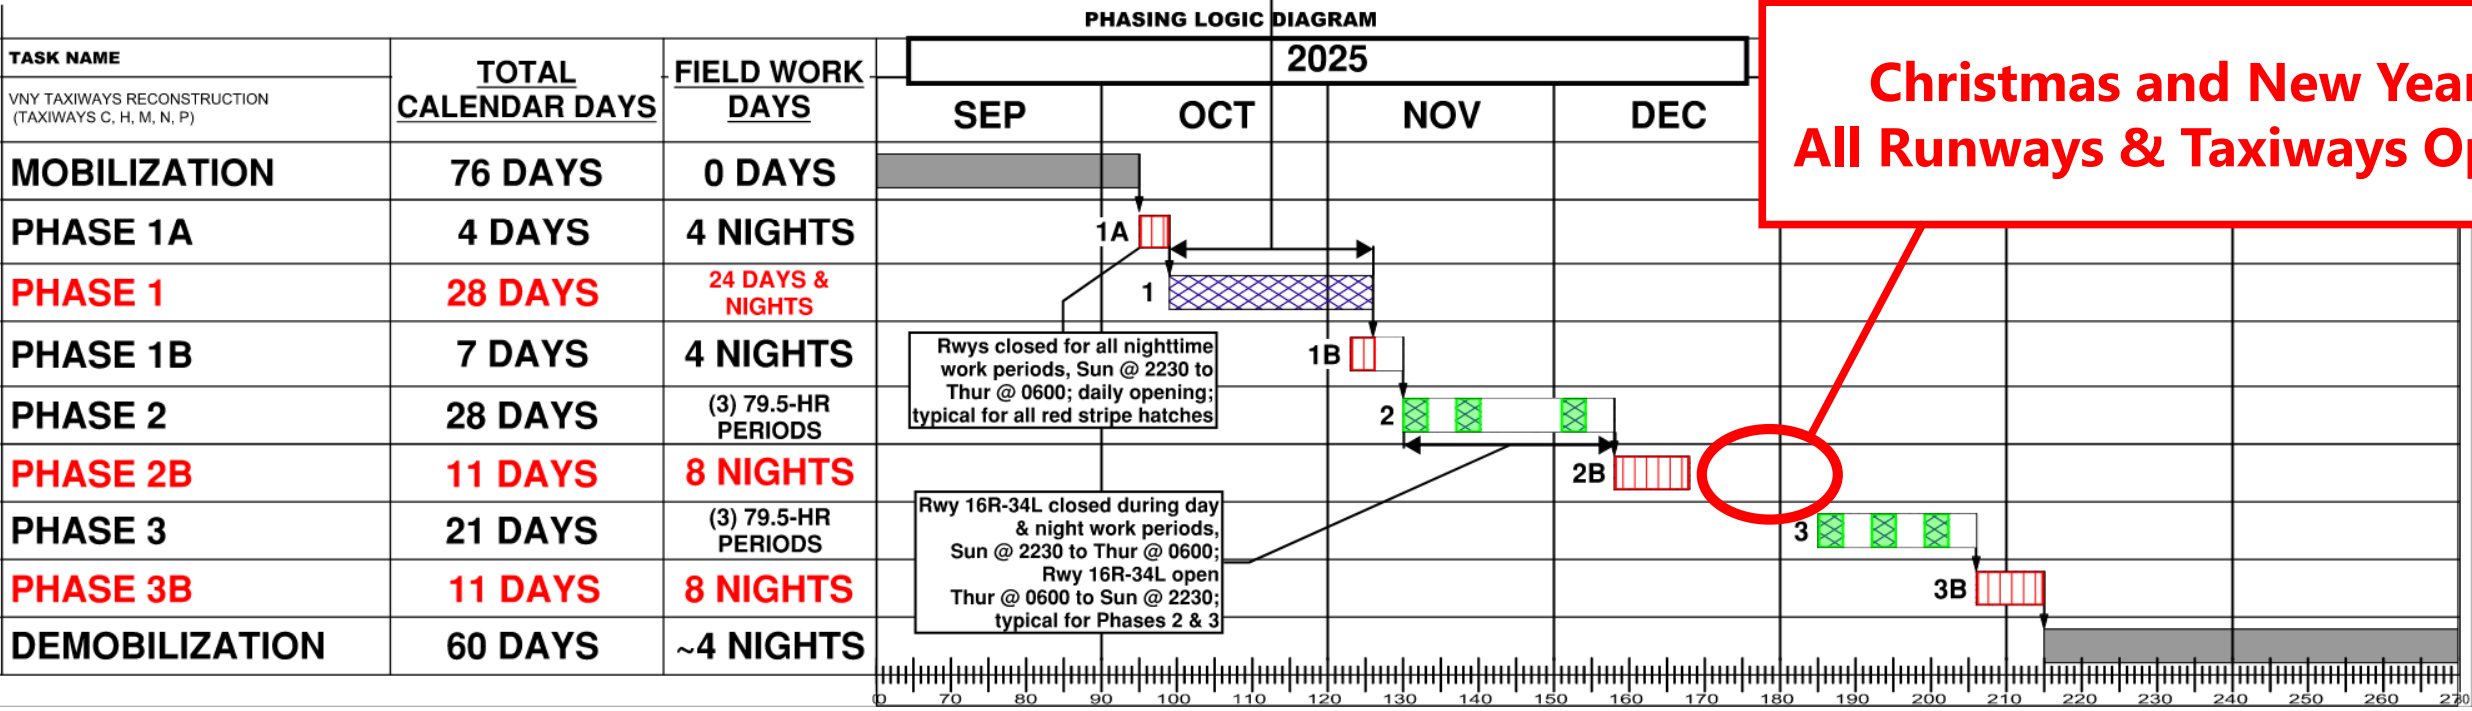 PHASING LOGIC DIAGRAM
TASK NAME
VNY TAXIWAYS RECONSTRUCTION
(TAXIWAYS C, H, M, N, P)
TOTAL
CALENDAR DAYS
FIELD WORK
DAYS
2025
SEP OCT NOV DEC
Christmas and New Year
All Runways & Taxiways
MOBILIZATION 76 DAYS 0 DAYS
PHASE 1A 4 DAYS 4 NIGHTS
1A
PHASE 1 28 DAYS
24 DAYS &
NIGHTS
1
PHASE 1B 7 DAYS 4 NIGHTS
1B
Rwys closed for all nighttime
work periods, Sun @ 2230 to
Thur @ 0600; daily opening;
typical for all red stripe hatches
PHASE 2 28 DAYS
(3) 79.5-HR
PERIODS
2
PHASE 2B 11 DAYS 8 NIGHTS
2B
Rwy 16R-34L closed during day
& night work periods,
Sun @ 2230 to Thur @ 0600;
Rwy 16R-34L open
Thur @ 0600 to Sun @ 2230;
typical for Phases 2 & 3
PHASE 3 21 DAYS
(3) 79.5-HR
PERIODS
3
PHASE 3B 11 DAYS 8 NIGHTS
3B
DEMOBILIZATION 60 DAYS ~4 NIGHTS
70 80 90 100 110 120 130 140 150 160 170 180 190 200 210 220 230 240 250 260